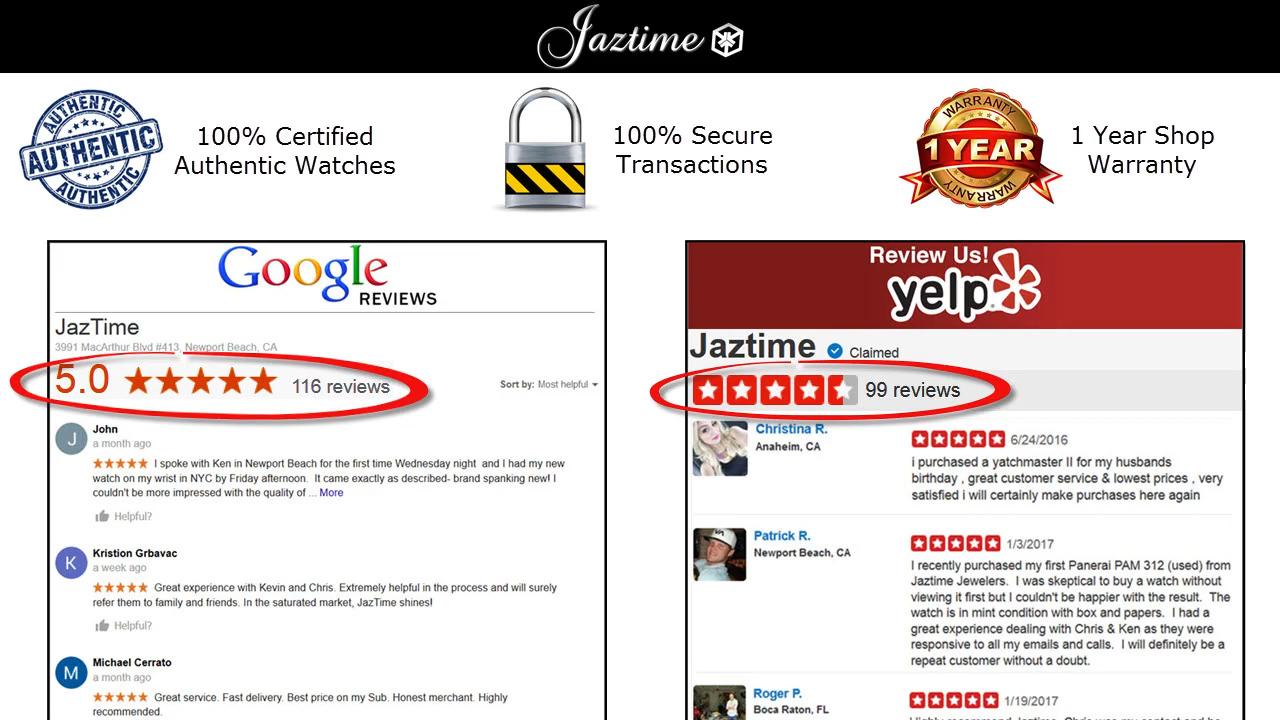 Jaztime
AUTHENTIC
AUTHENTIC
AUTHENTIC
100% Certified
Authentic Watches
100% Secure
Transactions
WARRANTY
1 YEAR
WARRANTY
1 Year Shop
Warranty
Google
REVIEWS
JazTime
3991 MacArthur Blvd #413, Newport Beach, CA
5.0 116 reviews
Sort by: Most helpful
J
John
a month ago
I spoke with Ken in Newport Beach for the first time Wednesday night and I had my new
watch on my wrist in NYC by Friday afternoon. It came exactly as described- brand spanking new! I
couldn't be more impressed with the quality of ... More
Helpful?
K
Kristion Grbavac
a week ago
Great experience with Kevin and Chris. Extremely helpful in the process and will surely
refer them to family and friends. In the saturated market, JazTime shines!
Helpful?
M
Michael Cerrato
a month ago
Great service. Fast delivery. Best price on my Sub. Honest merchant. Highly
recommended.
Review Us!
yelp
Jaztime Claimed
99 reviews
Christina R.
Anaheim, CA
6/24/2016
i purchased a yatchmaster II for my husbands
birthday , great customer service & lowest prices , very
satisfied i will certainly make purchases here again
Patrick R.
Newport Beach, CA
1/3/2017
I recently purchased my first Panerai PAM 312 (used) from
Jaztime Jewelers. I was skeptical to buy a watch without
viewing it first but I couldn't be happier with the result. The
watch is in mint condition with box and papers. I had a
great experience dealing with Chris & Ken as they were
responsive to all my emails and calls. I will definitely be a
repeat customer without a doubt.
Roger P.
Boca Raton, FL
1/19/2017